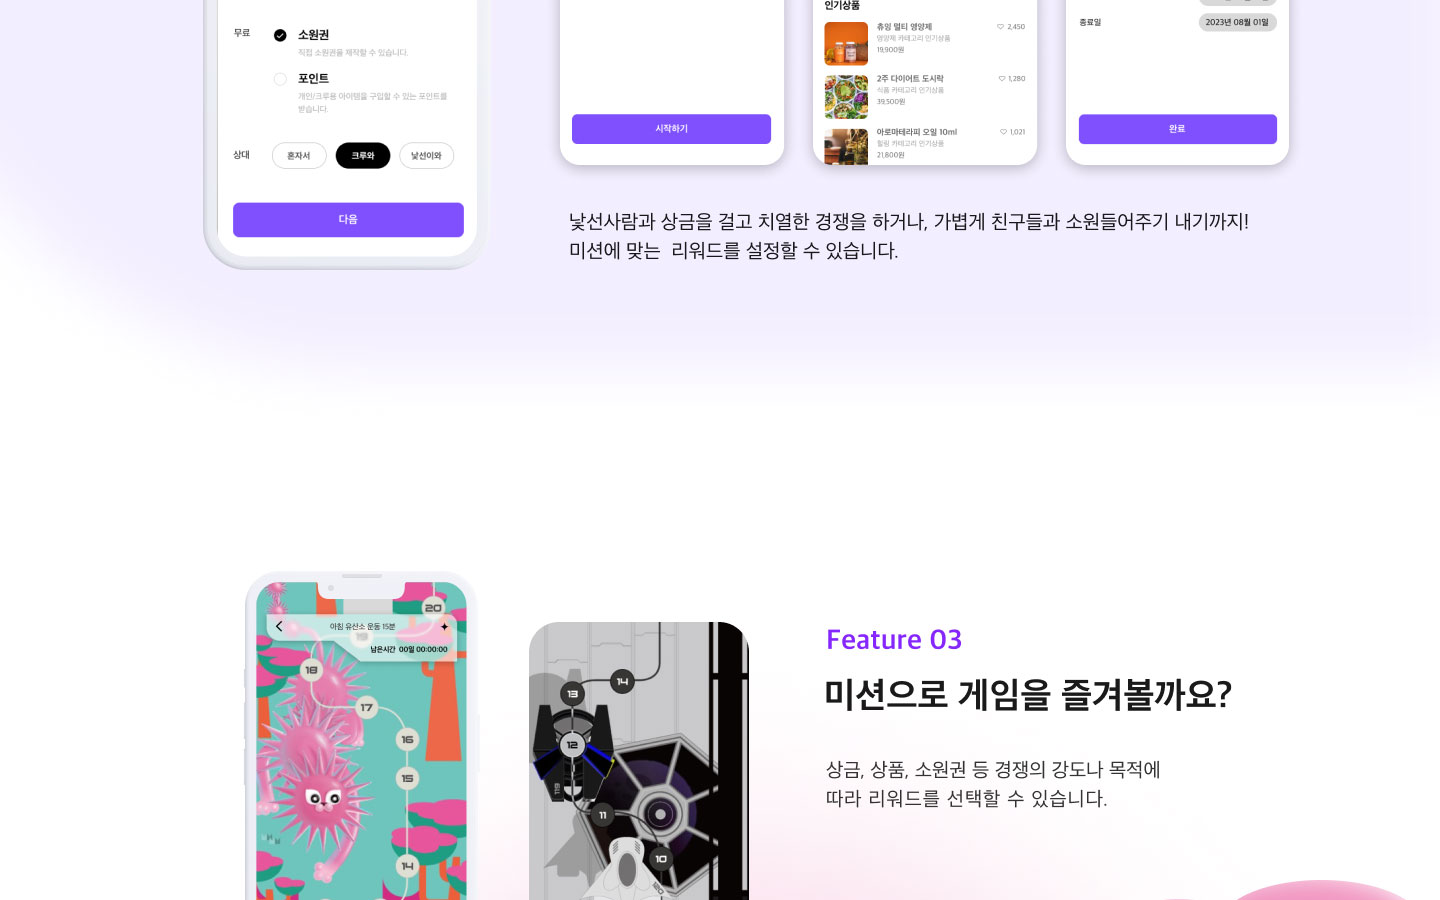 무료
소원권
직접 소원권을 제작할 수 있습니다.
포인트
개인/크루용 아이템을 구입할 수 있는 포인트를
받습니다.
상대
혼자서
크루와
낯선이와
다음
시작하기
인기상품
츄잉 멀티 영양제
2,450
영양제 카테고리 인기상품
19,900원
2주 다이어트 도시락
1,280
식품 카테고리 인기상품
39,500원
아로마테라피 오일 10ml
1,021
힐링 카테고리 인기상품
21,800원
종료일
2023년 08월 01일
완료
낯선사람과 상금을 걸고 치열한 경쟁을 하거나, 가볍게 친구들과 소원들어주기 내기까지!
미션에 맞는 리워드를 설정할 수 있습니다.
20
아침 유산소 운동 15분
19
남은시간 00일 00:00:00
18
17
16
15
14
14
13
12
11
10
Feature 03
미션으로 게임을 즐겨볼까요?
상금, 상품, 소원권 등 경쟁의 강도나 목적에
따라 리워드를 선택할 수 있습니다.